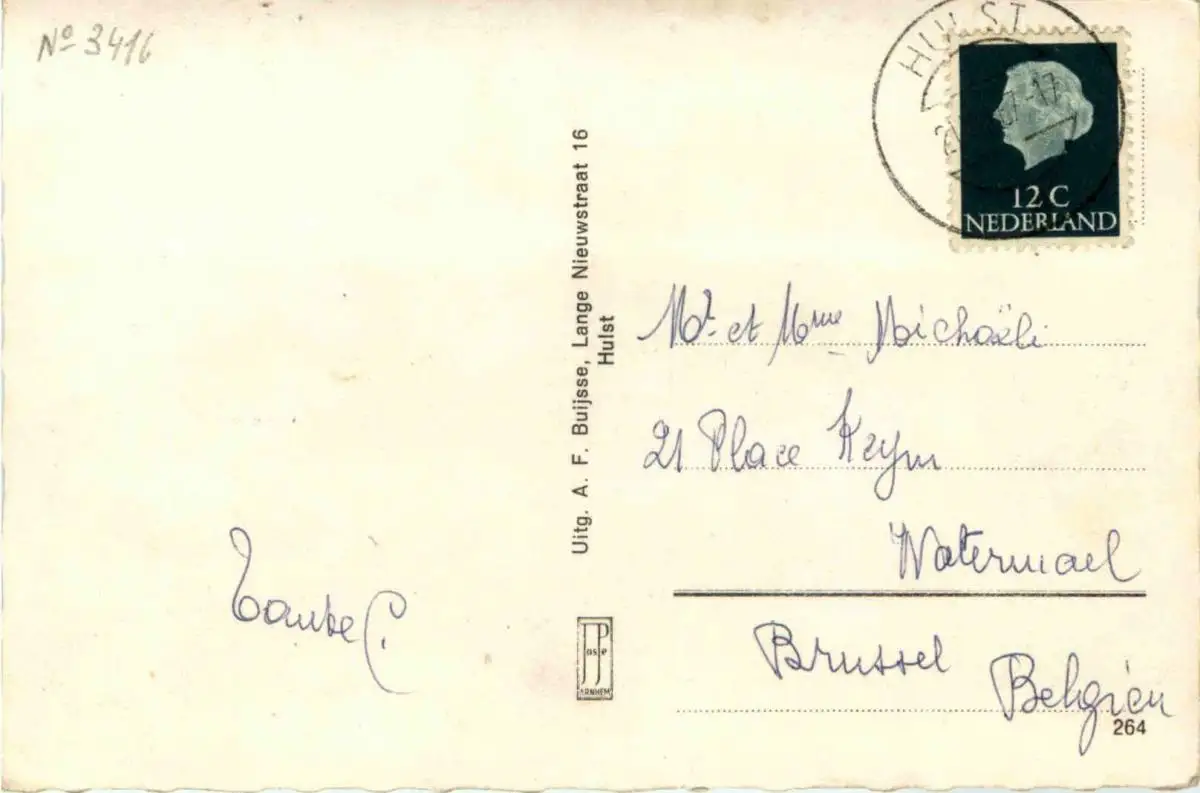 Nº 3416
HULST
12 C
NEDERLAND
Uitg. A. F. Buijsse, Lange Nieuwstraat 16
Hulst
Mr. et Mme Michaëli
21 Place Keym
Watermael
Brussel
Belgien
Tante C.
JosPe
ARNHEM
264